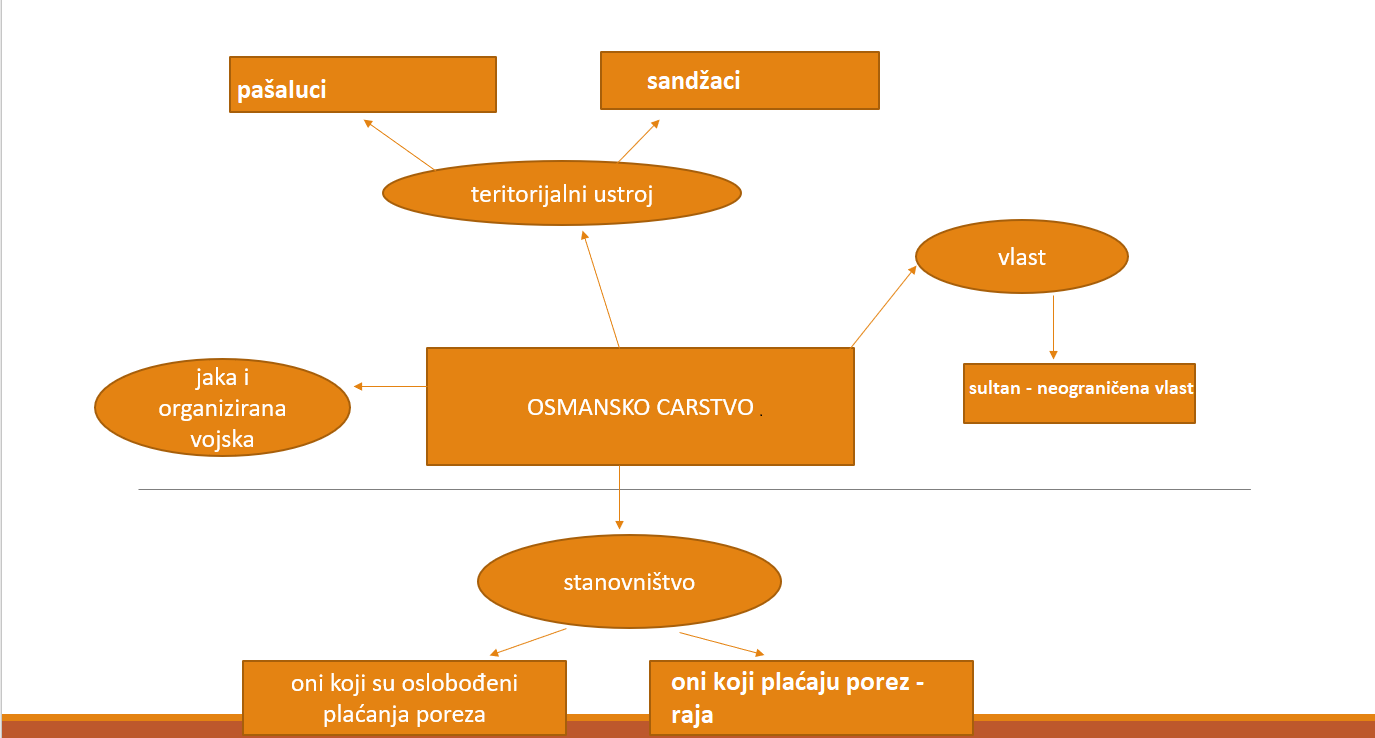 pašaluci
sandžaci
teritorijalni ustroj
vlast
jaka i
organizirana
vojska
OSMANSKO CARSTVO .
sultan - neograničena vlast
stanovništvo
oni koji su oslobođeni
plaćanja poreza
oni koji plaćaju porez -
raja